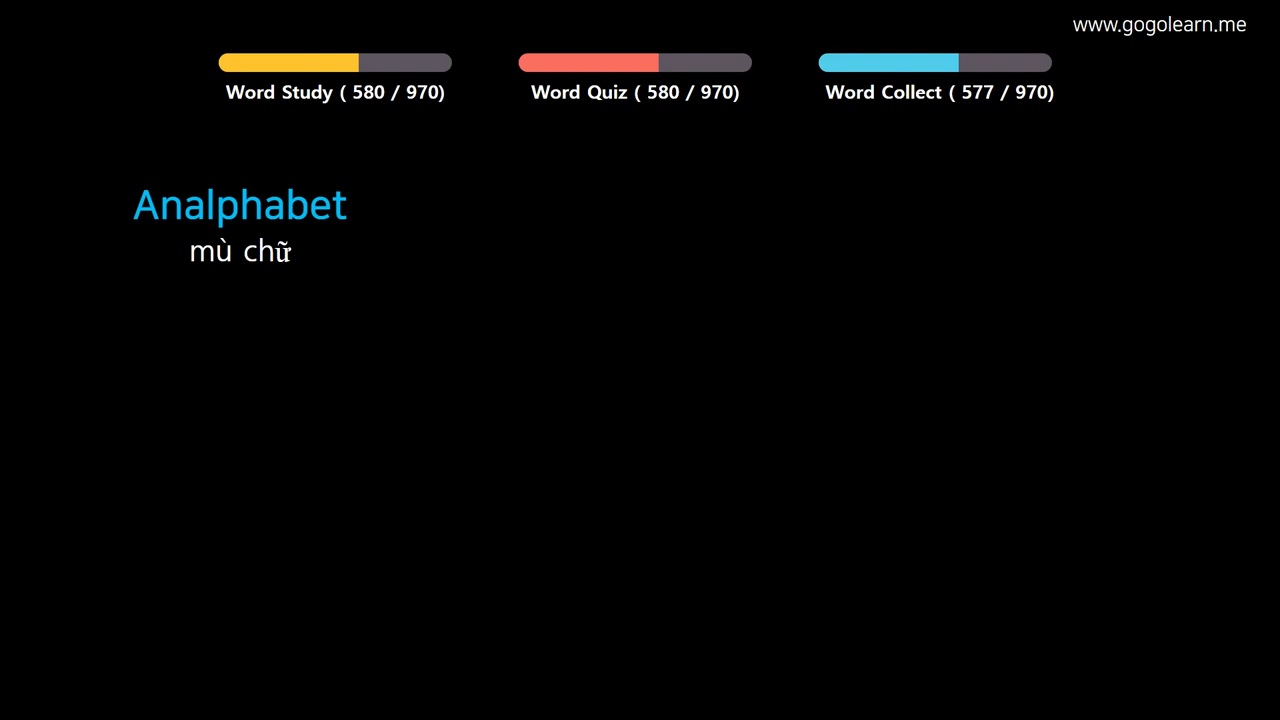 www.gogolearn.me
Word Study ( 580 / 970)
Word Quiz ( 580 / 970)
Word Collect ( 577 / 970)
Analphabet
mù chữ